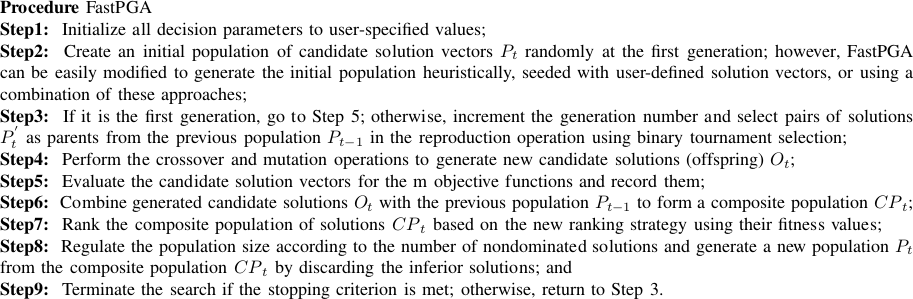 Procedure FastPGA
Step1: Initialize all decision parameters to user-specified values;
Step2: Create an initial population of candidate solution vectors P_t randomly at the first generation; however, FastPGA
can be easily modified to generate the initial population heuristically, seeded with user-defined solution vectors, or using a
combination of these approaches;
Step3: If it is the first generation, go to Step 5; otherwise, increment the generation number and select pairs of solutions
P_t^' as parents from the previous population P_{t−1} in the reproduction operation using binary tournament selection;
Step4: Perform the crossover and mutation operations to generate new candidate solutions (offspring) O_t;
Step5: Evaluate the candidate solution vectors for the m objective functions and record them;
Step6: Combine generated candidate solutions O_t with the previous population P_{t−1} to form a composite population CP_t;
Step7: Rank the composite population of solutions CP_t based on the new ranking strategy using their fitness values;
Step8: Regulate the population size according to the number of nondominated solutions and generate a new population P_t
from the composite population CP_t by discarding the inferior solutions; and
Step9: Terminate the search if the stopping criterion is met; otherwise, return to Step 3.